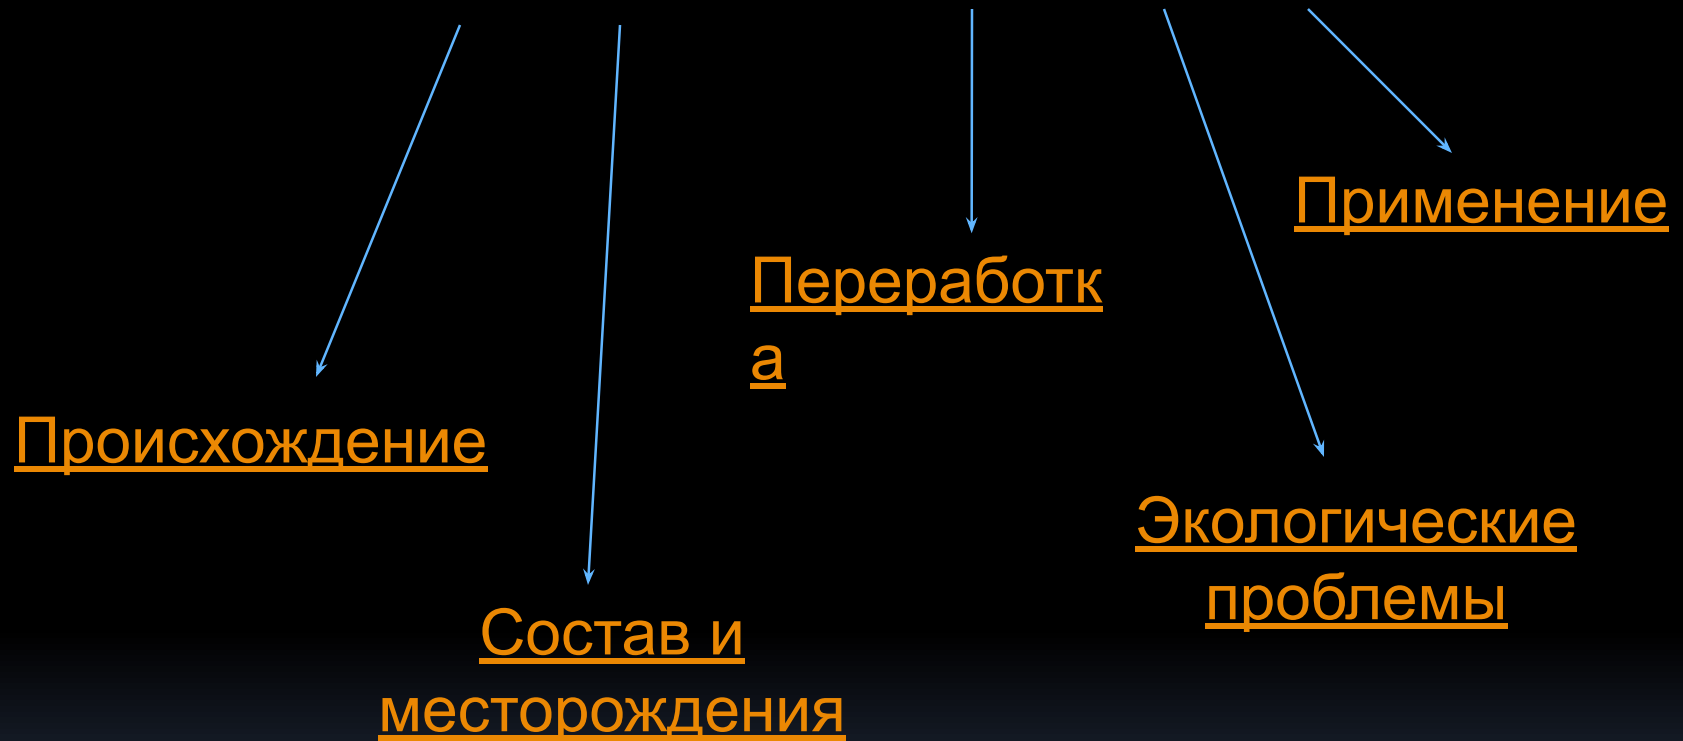 Применение
Переработк
а
Происхождение
Экологические
проблемы
Состав и
месторождения